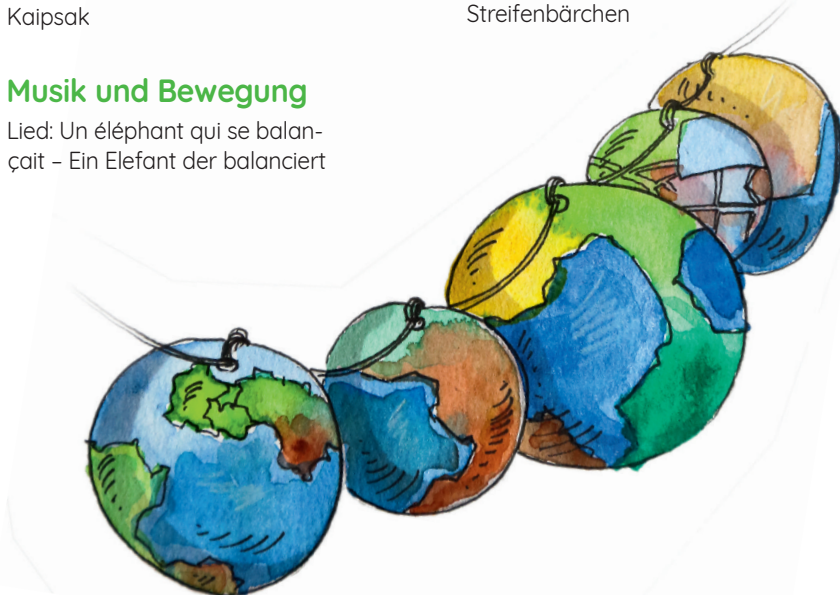 Kaipsak
Musik und Bewegung
Lied: Un éléphant qui se balan-
çait – Ein Elefant der balanciert
Streifenbärchen